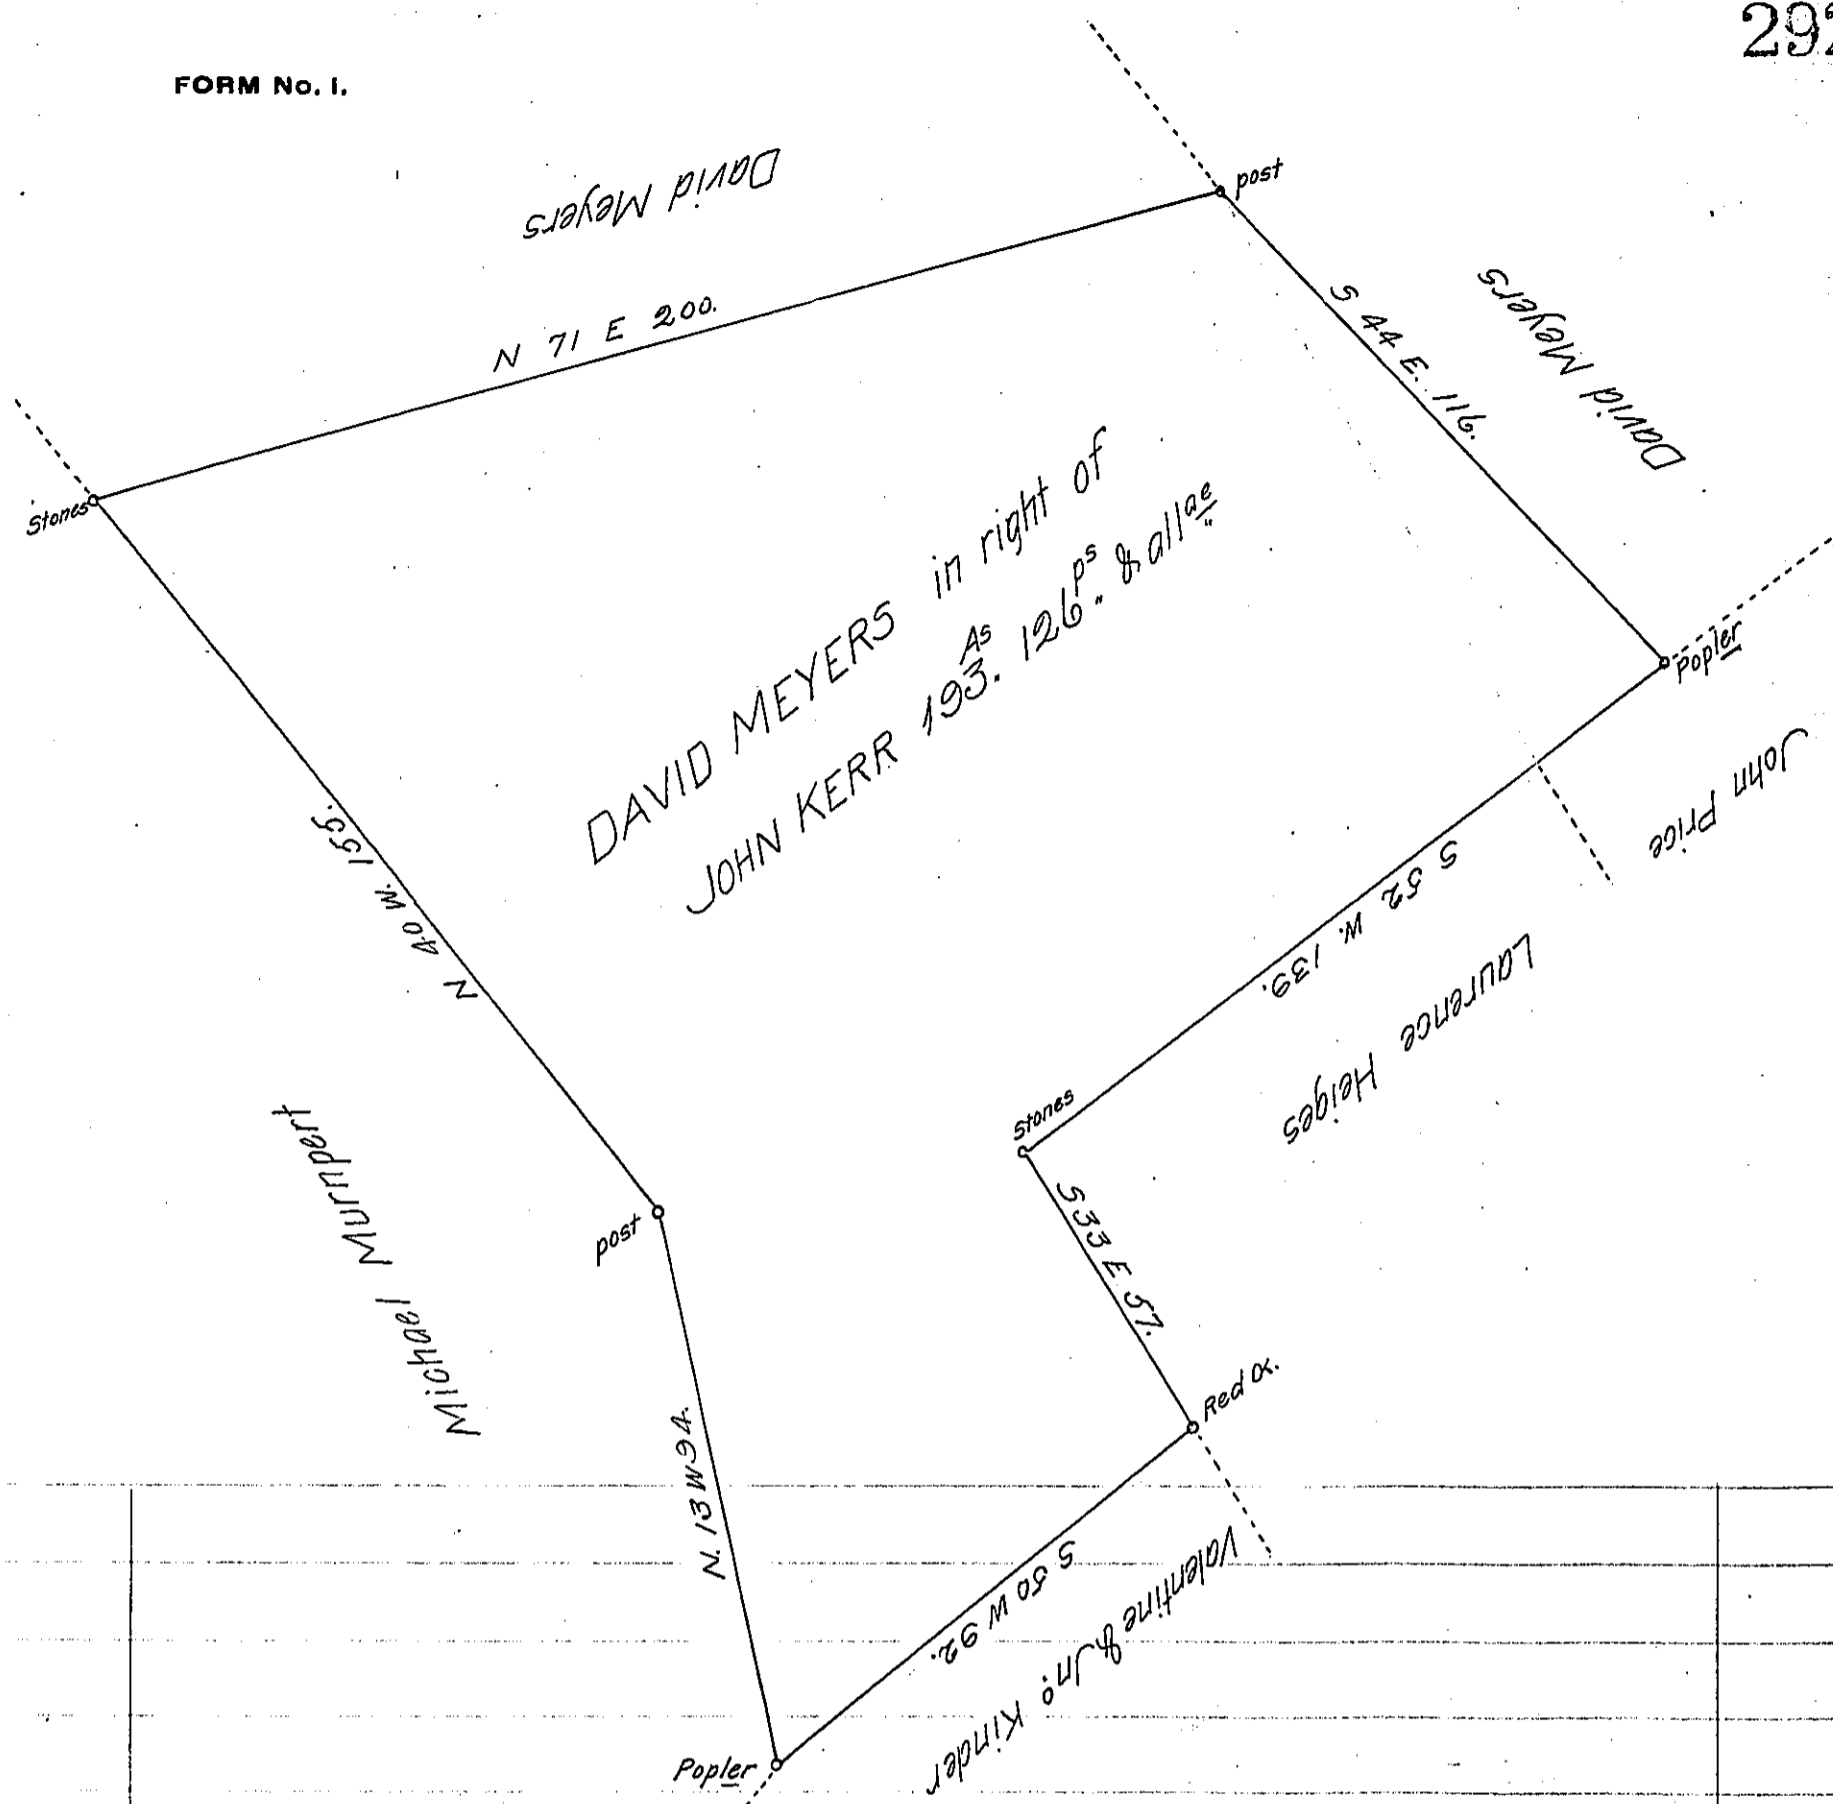 FORM No. 1.
David Meyers
post
N 71 E 200.
S 44 E. 116.
David Meyers
Stones
DAVID MEYERS in right of
JOHN KERR 193. As 126 ps & allae
Popler
John Price
N 40 W. 155.
S 52 W. 139.
Laurence Heiges
Stones
Michael Murnpert
post
S 33 E 57.
Red O.
N. 13 W 94.
S 50 W 92.
Valentine & Jno. Kinder
Popler